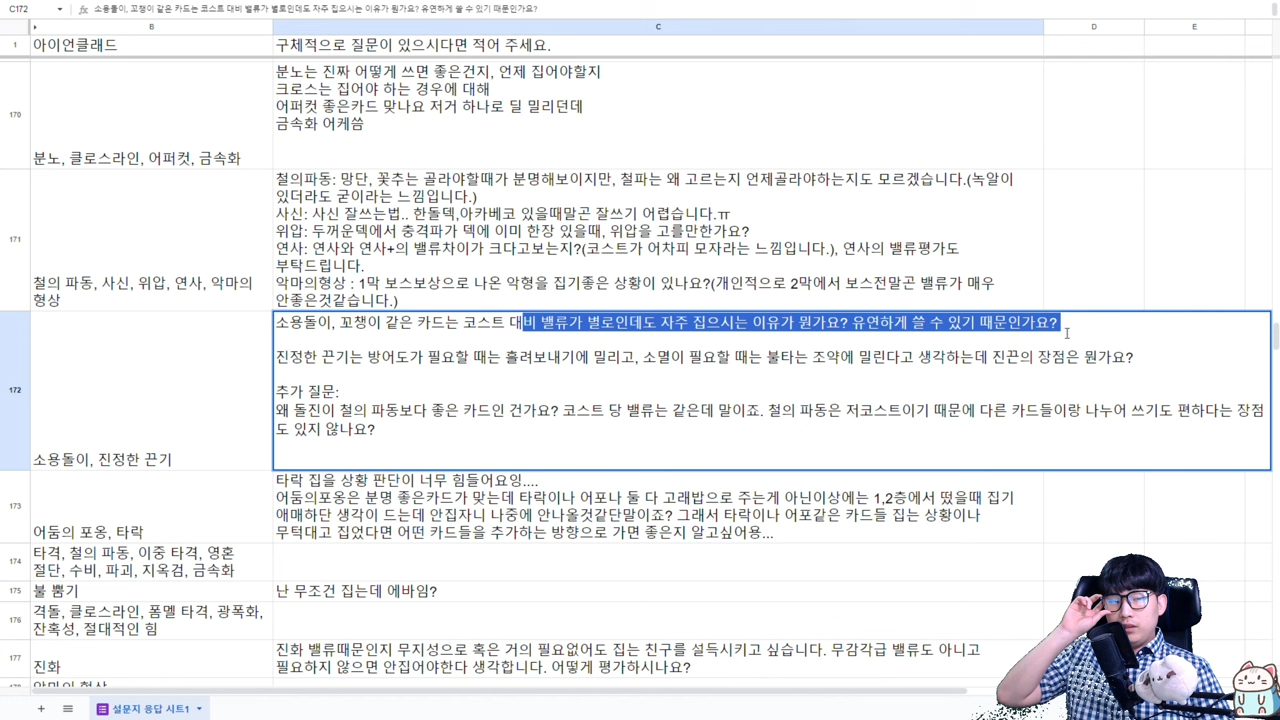 C172
fx 소용돌이, 꼬챙이 같은 카드는 코스트 대비 밸류가 별로인데도 자주 집으시는 이유가 뭔가요? 유연하게 쓸 수 있기 때문인가요?
B C D E
1 아이언클래드 구체적으로 질문이 있으시다면 적어 주세요.
분노는 진짜 어떻게 쓰면 좋은건지, 언제 집어야할지
크로스는 집어야 하는 경우에 대해
어퍼컷 좋은카드 맞나요 저거 하나로 딜 밀리던데
금속화 어케씀
170
분노, 클로스라인, 어퍼컷, 금속화
철의파동: 망단, 꽃추는 골라야할때가 분명해보이지만, 철파는 왜 고르는지 언제골라야하는지도 모르겠습니다.(녹알이
있더라도 굳이라는 느낌입니다.)
사신: 사신 잘쓰는법.. 한돌덱,아카베코 있을때말곤 잘쓰기 어렵습니다.ㅠ
위압: 두꺼운덱에서 충격파가 덱에 이미 한장 있을때, 위압을 고를만한가요?
연사: 연사와 연사+의 밸류차이가 크다고보는지?(코스트가 어차피 모자라는 느낌입니다.), 연사의 밸류평가도
부탁드립니다.
악마의형상 : 1막 보스보상으로 나온 악형을 집기좋은 상황이 있나요?(개인적으로 2막에서 보스전말곤 밸류가 매우
안좋은것같습니다.)
171
철의 파동, 사신, 위압, 연사, 악마의
형상
소용돌이, 꼬챙이 같은 카드는 코스트 대비 밸류가 별로인데도 자주 집으시는 이유가 뭔가요? 유연하게 쓸 수 있기 때문인가요?
진정한 끈기는 방어도가 필요할 때는 흘려보내기에 밀리고, 소멸이 필요할 때는 불타는 조약에 밀린다고 생각하는데 진끈의 장점은 뭔가요?
추가 질문:
왜 돌진이 철의 파동보다 좋은 카드인 건가요? 코스트 당 밸류는 같은데 말이죠. 철의 파동은 저코스트이기 때문에 다른 카드들이랑 나누어 쓰기도 편하다는 장점
도 있지 않나요?
172
소용돌이, 진정한 끈기
타락 집을 상황 판단이 너무 힘들어요잉....
어둠의포옹은 분명 좋은카드가 맞는데 타락이나 어포나 둘 다 고래밥으로 주는게 아닌이상에는 1,2층에서 떴을때 집기
애매하단 생각이 드는데 안집자니 나중에 안나올것같단말이죠? 그래서 타락이나 어포같은 카드들 집는 상황이나
무턱대고 집었다면 어떤 카드들을 추가하는 방향으로 가면 좋은지 알고싶어용...
173
어둠의 포옹, 타락
타격, 철의 파동, 이중 타격, 영혼
절단, 수비, 파괴, 지옥검, 금속화
174
175 불 뿜기 난 무조건 집는데 에바임?
격돌, 클로스라인, 폼멜 타격, 광폭화,
잔혹성, 절대적인 힘
176
진화 밸류때문인지 무지성으로 혹은 거의 필요없어도 집는 친구를 설득시키고 싶습니다. 무감각급 밸류도 아니고
필요하지 않으면 안집어야한다 생각합니다. 어떻게 평가하시나요?
177
진화
악마의 형상
설문지 응답 시트1